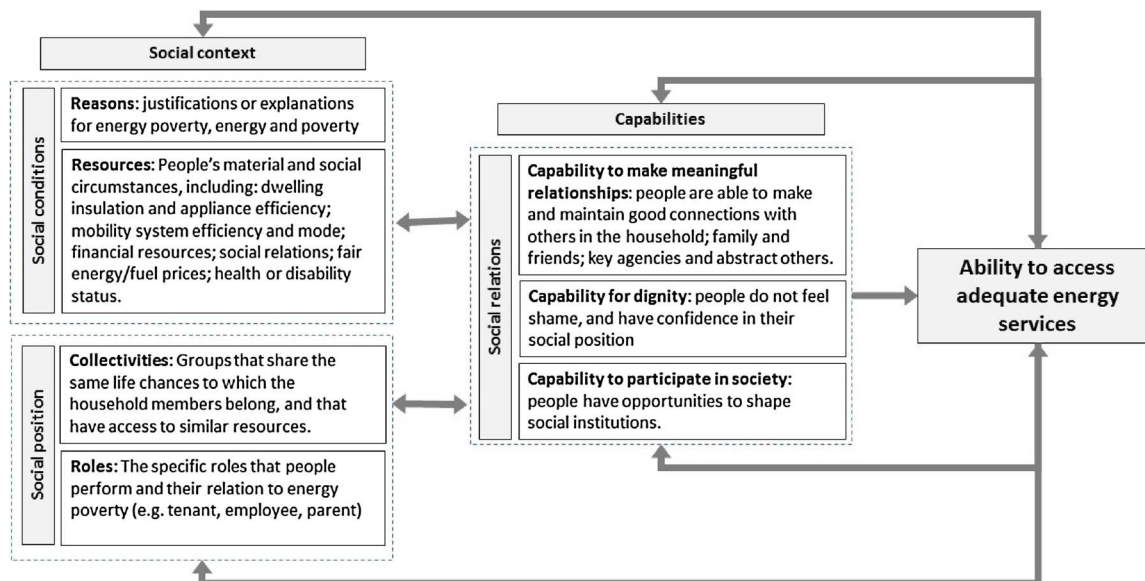 Social context
Social conditions
Reasons: justifications or explanations
for energy poverty, energy and poverty
Resources: People's material and social
circumstances, including: dwelling
insulation and appliance efficiency;
mobility system efficiency and mode;
financial resources; social relations; fair
energy/fuel prices; health or disability
status.
Social position
Collectivities: Groups that share the
same life chances to which the
household members belong, and that
have access to similar resources.
Roles: The specific roles that people
perform and their relation to energy
poverty (e.g. tenant, employee, parent)
Capabilities
Social relations
Capability to make meaningful
relationships: people are able to make
and maintain good connections with
others in the household; family and
friends; key agencies and abstract others.
Capability for dignity: people do not feel
shame, and have confidence in their
social position
Capability to participate in society:
people have opportunities to shape
social institutions.
Ability to access
adequate energy
services